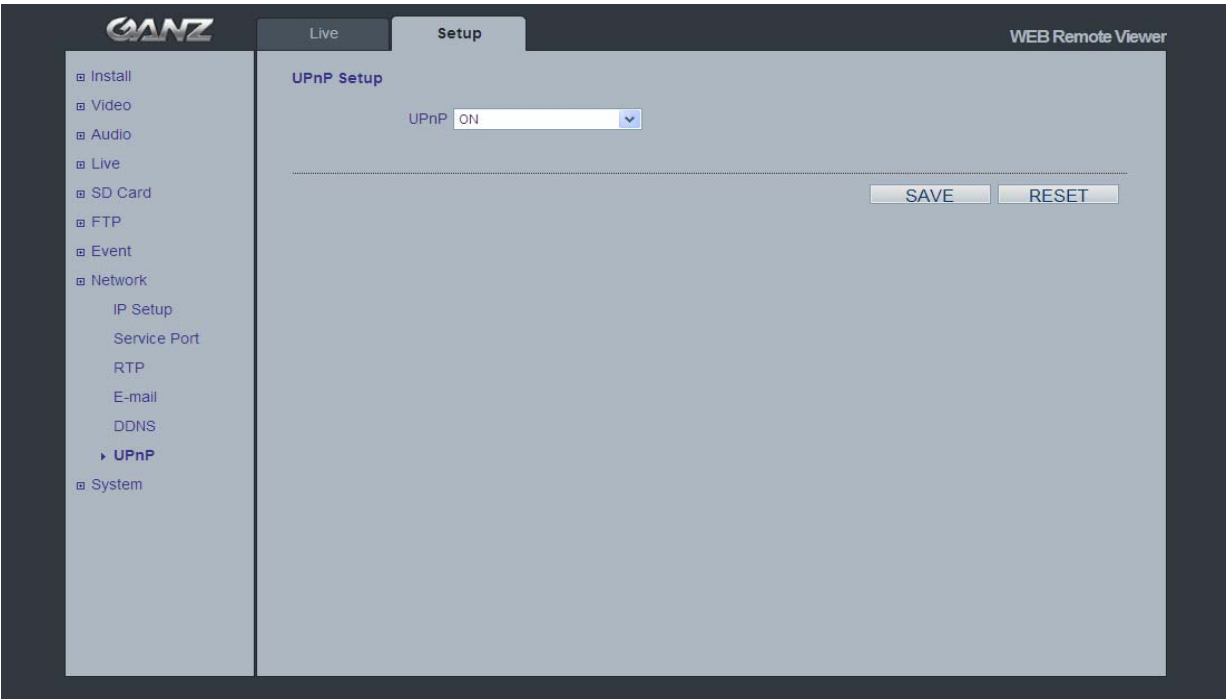 GANZ
Live
Setup
WEB Remote Viewer
Install
Video
Audio
Live
SD Card
FTP
Event
Network
IP Setup
Service Port
RTP
E-mail
DDNS
UPnP
System
UPnP Setup
UPnP ON
SAVE RESET